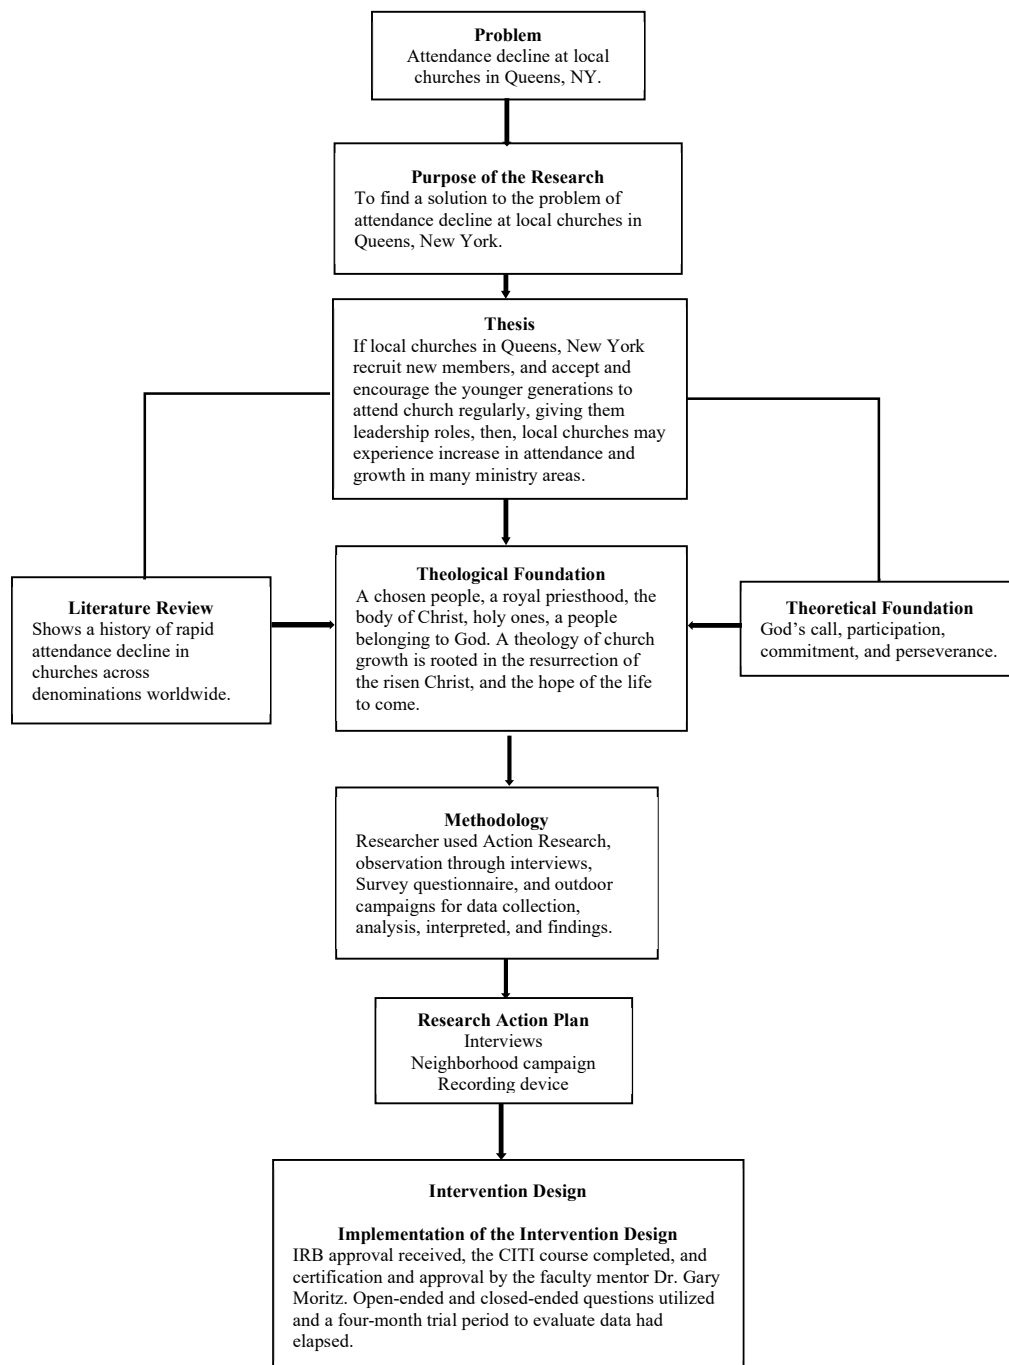 Problem
Attendance decline at local
churches in Queens, NY.
Purpose of the Research
To find a solution to the problem of
attendance decline at local churches in
Queens, New York.
Thesis
If local churches in Queens, New York
recruit new members, and accept and
encourage the younger generations to
attend church regularly, giving them
leadership roles, then, local churches may
experience increase in attendance and
growth in many ministry areas.
Literature Review
Shows a history of rapid
attendance decline in
churches across
denominations worldwide.
Theological Foundation
A chosen people, a royal priesthood, the
body of Christ, holy ones, a people
belonging to God. A theology of church
growth is rooted in the resurrection of
the risen Christ, and the hope of the life
to come.
Theoretical Foundation
God’s call, participation,
commitment, and perseverance.
Methodology
Researcher used Action Research,
observation through interviews,
Survey questionnaire, and outdoor
campaigns for data collection,
analysis, interpreted, and findings.
Research Action Plan
Interviews
Neighborhood campaign
Recording device
Intervention Design
Implementation of the Intervention Design
IRB approval received, the CITI course completed, and
certification and approval by the faculty mentor Dr. Gary
Moritz. Open-ended and closed-ended questions utilized
and a four-month trial period to evaluate data had
elapsed.